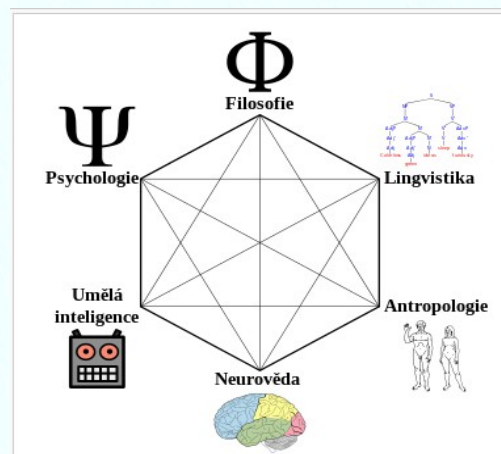 Φ
Filosofie
Ψ
Psychologie
Lingvistika
Umělá
inteligence
Antropologie
Neurověda